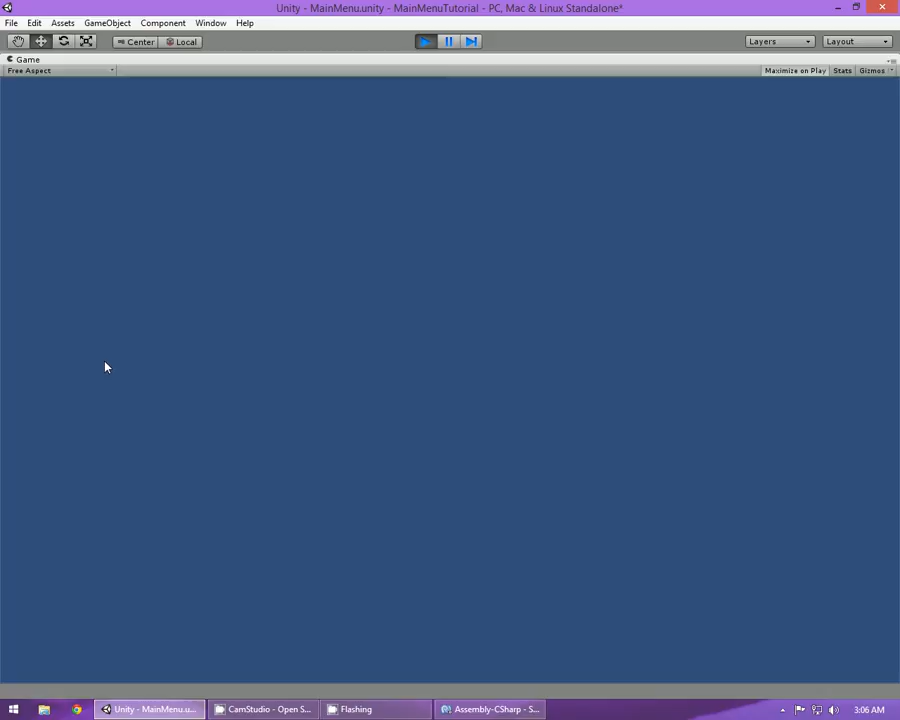 Unity - MainMenu.unity - MainMenuTutorial - PC, Mac & Linux Standalone*
File Edit Assets GameObject Component Window Help
Center Local Layers Layout
Game
Free Aspect Maximize on Play Stats Gizmos
Unity - MainMenu.u... CamStudio - Open S... Flashing Assembly-CSharp - S... 3:06 AM